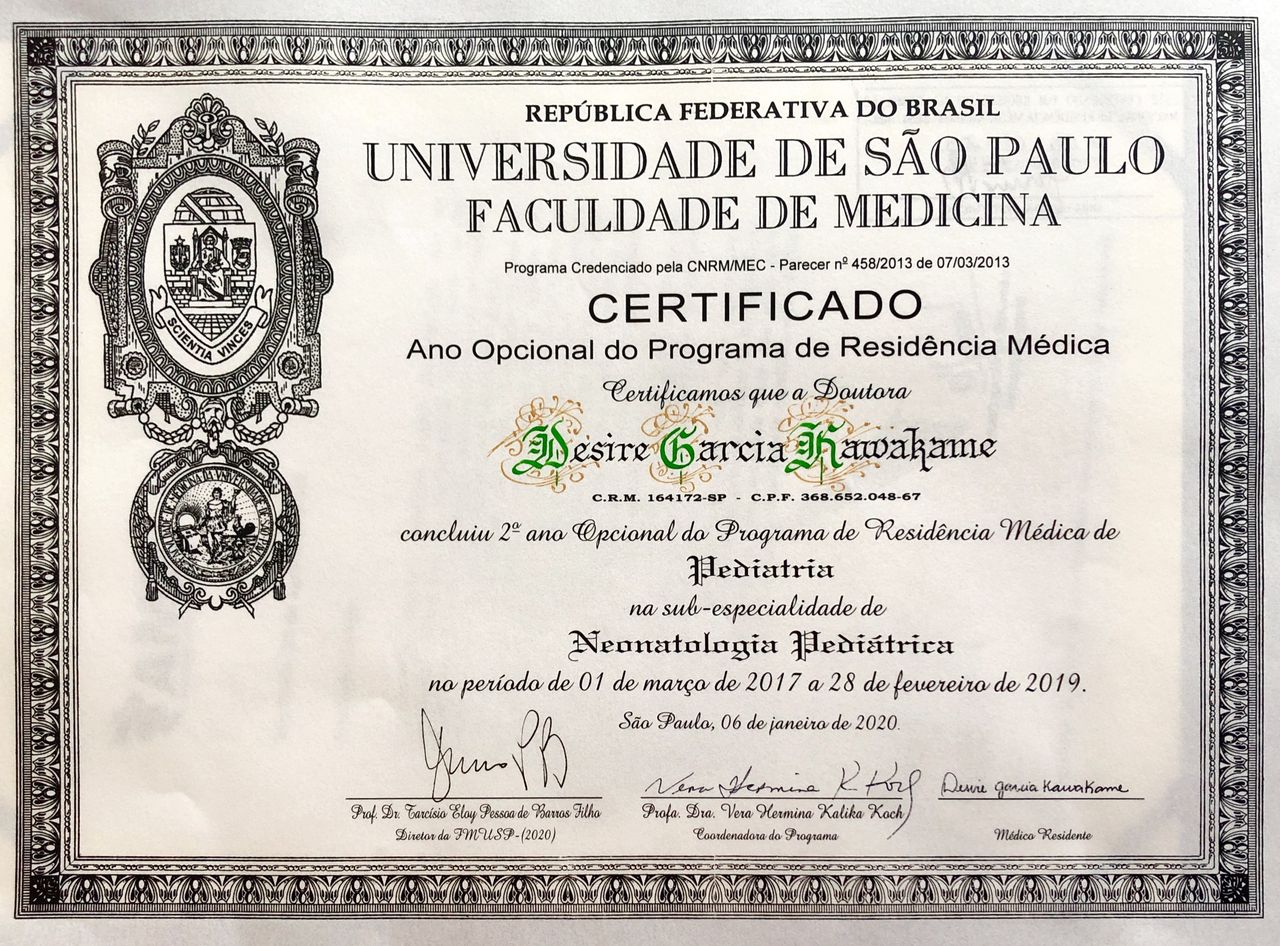 REPÚBLICA FEDERATIVA DO BRASIL
UNIVERSIDADE DE SÃO PAULO
FACULDADE DE MEDICINA
Programa Credenciado pela CNRM/MEC - Parecer nº 458/2013 de 07/03/2013
CERTIFICADO
Ano Opcional do Programa de Residência Médica
Certificamos que a Doutora
Desire Garcia Kawakame
C.R.M. 164172-SP - C.P.F. 368.652.048-67
concluiu 2º ano Opcional do Programa de Residência Médica de
Pediatria
na sub-especialidade de
Neonatologia Pediátrica
no período de 01 de março de 2017 a 28 de fevereiro de 2019.
São Paulo, 06 de janeiro de 2020.
SCIENTIA VINCES
Vera Hermina K Koch
Desire Garcia Kawakame
Prof. Dr. Tarcísio Eloy Pessoa de Barros Filho
Profa. Dra. Vera Hermina Kalika Koch
Diretor da FMUSP-(2020)
Coordenadora do Programa
Médico Residente